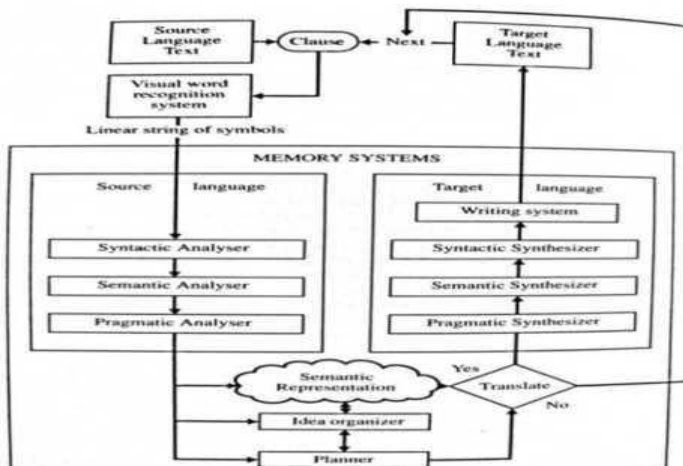 Source
Language
Text
Clause
Next
Target
Language
Text
Visual word
recognition
system
Linear string of symbols
MEMORY SYSTEMS
Source language
Target language
Writing system
Syntactic Analyser
Syntactic Synthesizer
Semantic Analyser
Semantic Synthesizer
Pragmatic Analyser
Pragmatic Synthesizer
Semantic
Representation
Yes
Translate
No
Idea organizer
Planner